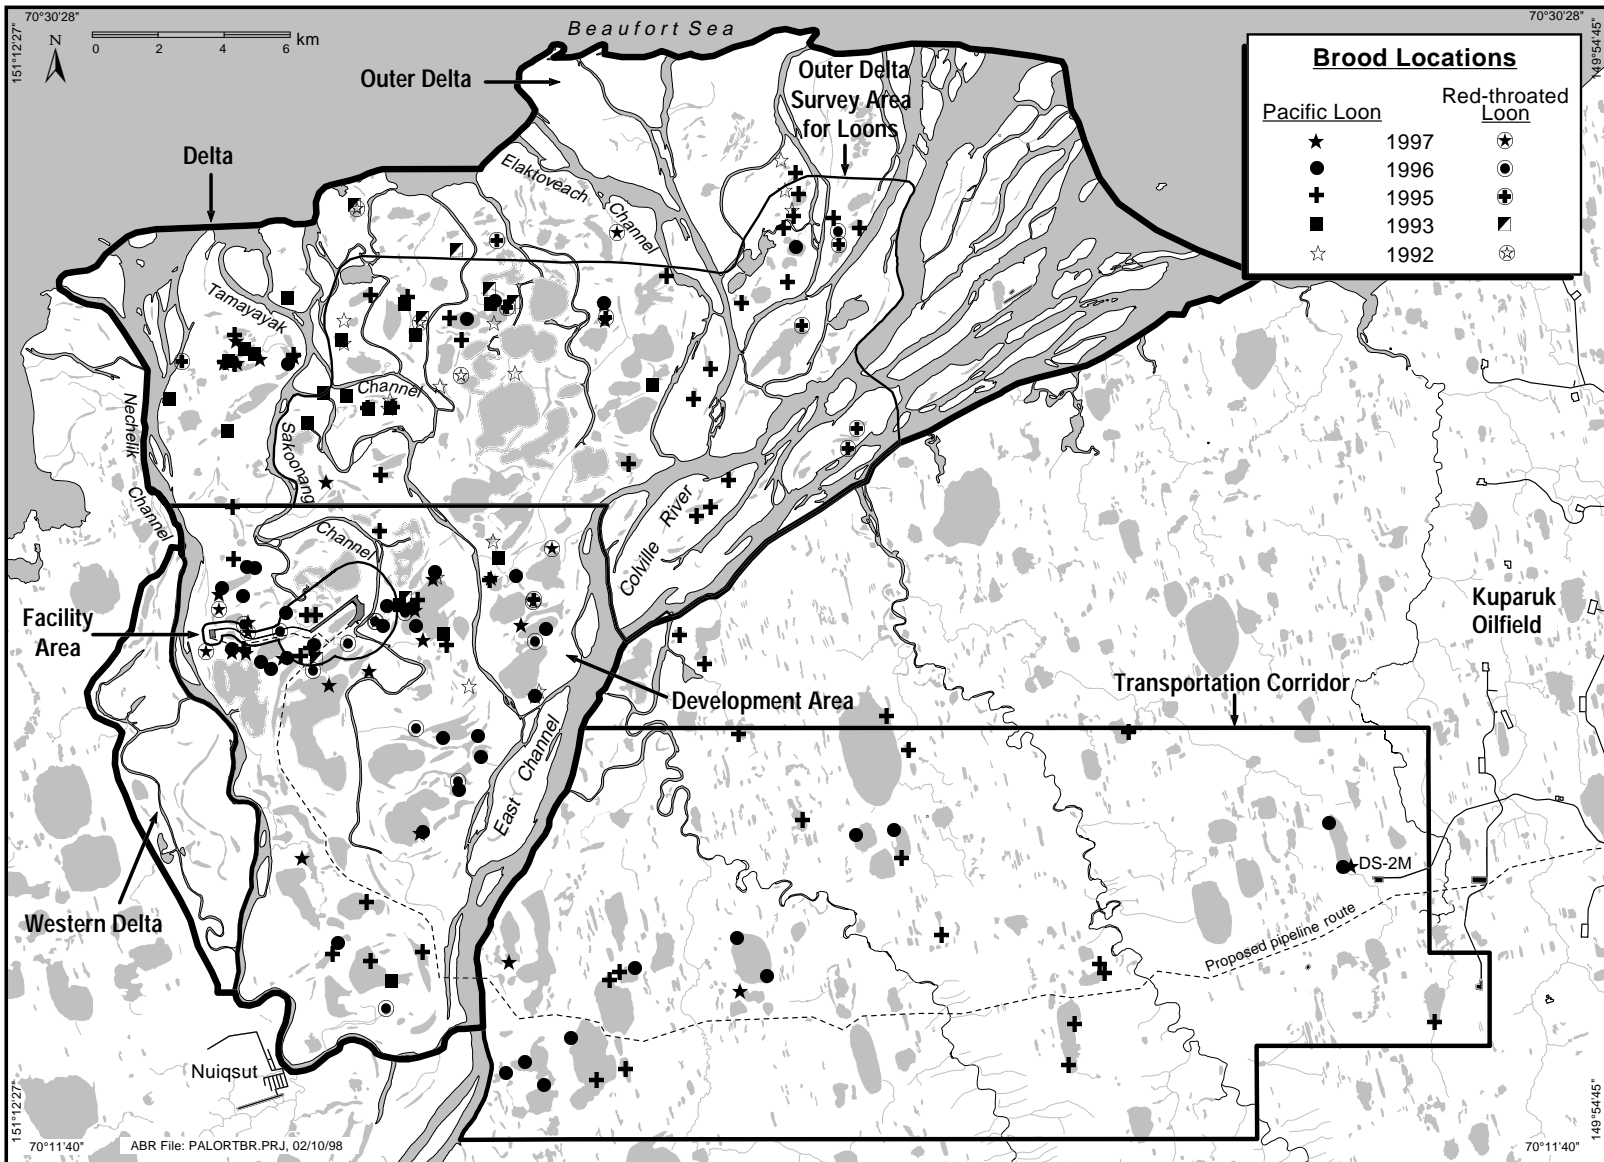 70°30'28"
70°30'28"
151°12'27"
149°54'45"
N
0 2 4 6 km
Beaufort Sea
Brood Locations
Pacific Loon
Red-throated
Loon
1997
1996
1995
1993
1992
Outer Delta
Outer Delta
Survey Area
for Loons
Delta
Elaktoveach
Channel
Tamayayak
Channel
Nechelik
Channel
Sakoonang
Channel
Colville River
Kuparuk
Oilfield
Facility
Area
Development Area
Transportation Corridor
East Channel
DS-2M
Western Delta
Proposed pipeline route
Nuiqsut
151°12'27"
149°54'45"
70°11'40"
ABR File: PALORTBR.PRJ, 02/10/98
70°11'40"